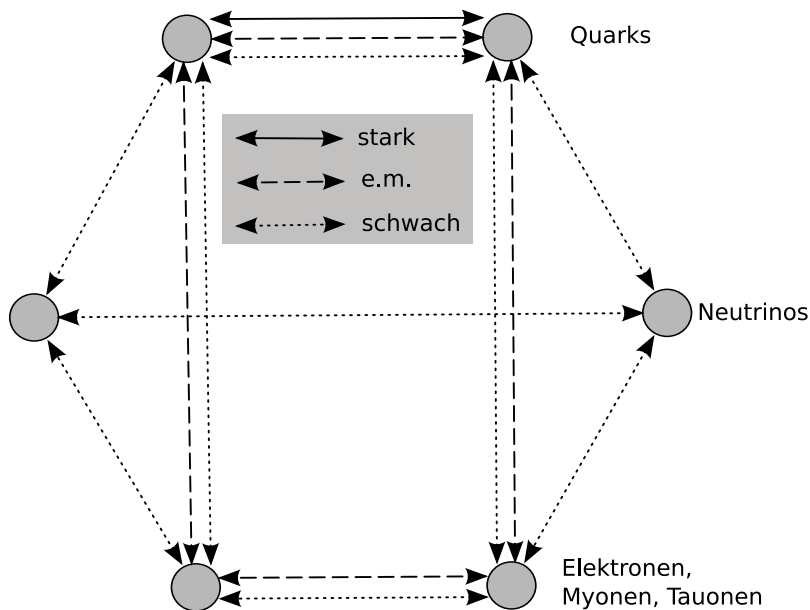 Quarks
stark
e.m.
schwach
Neutrinos
Elektronen,
Myonen, Tauonen